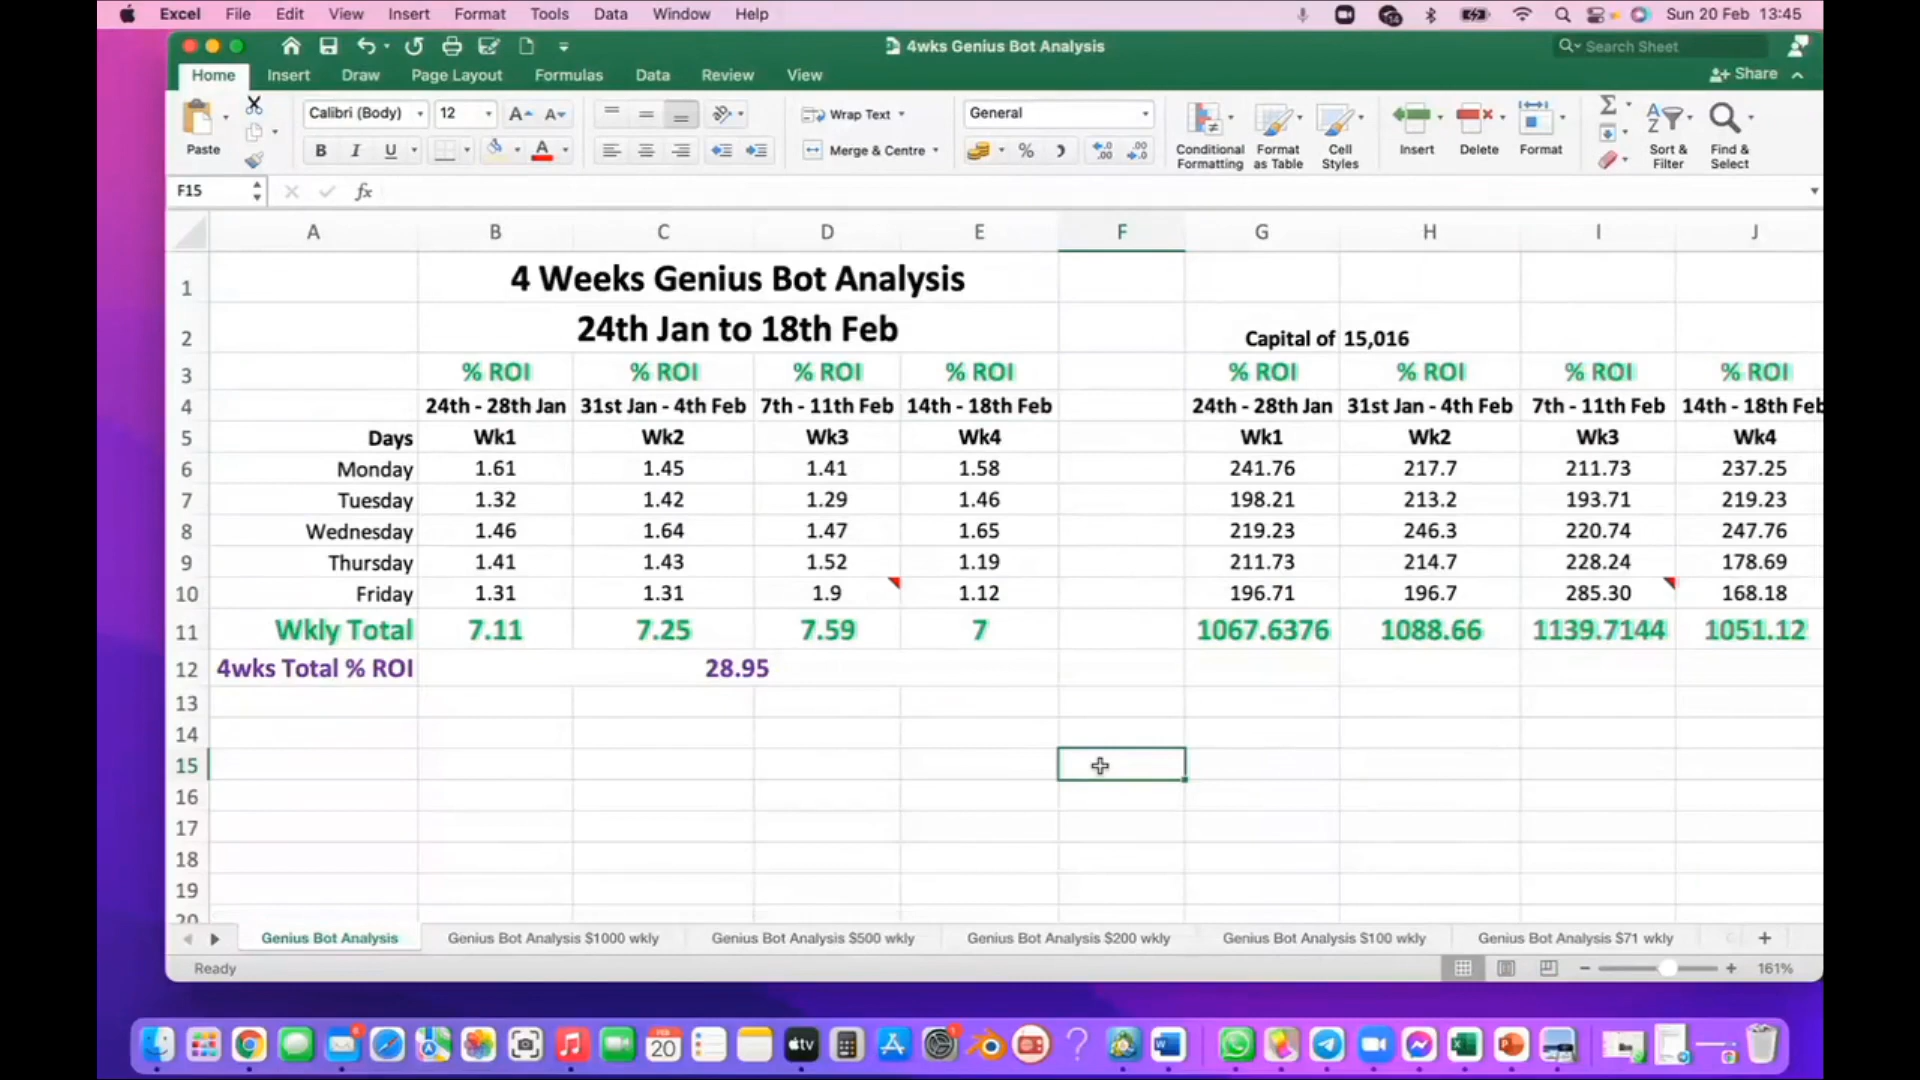 Excel File Edit View Insert Format Tools Data Window Help Sun 20 Feb 13:45
4wks Genius Bot Analysis Search Sheet
Home Insert Draw Page Layout Formulas Data Review View Share
Calibri (Body) 12 Wrap Text General
Paste B I U Merge & Centre Conditional Formatting Format as Table Cell Styles Insert Delete Format Sort & Filter Find & Select
F15 fx
A B C D E F G H I J
1 4 Weeks Genius Bot Analysis
2 24th Jan to 18th Feb Capital of 15,016
3 % ROI % ROI % ROI % ROI % ROI % ROI % ROI % ROI
4 24th - 28th Jan 31st Jan - 4th Feb 7th - 11th Feb 14th - 18th Feb 24th - 28th Jan 31st Jan - 4th Feb 7th - 11th Feb 14th - 18th Feb
5 Days Wk1 Wk2 Wk3 Wk4 Wk1 Wk2 Wk3 Wk4
6 Monday 1.61 1.45 1.41 1.58 241.76 217.7 211.73 237.25
7 Tuesday 1.32 1.42 1.29 1.46 198.21 213.2 193.71 219.23
8 Wednesday 1.46 1.64 1.47 1.65 219.23 246.3 220.74 247.76
9 Thursday 1.41 1.43 1.52 1.19 211.73 214.7 228.24 178.69
10 Friday 1.31 1.31 1.9 1.12 196.71 196.7 285.30 168.18
11 Wkly Total 7.11 7.25 7.59 7 1067.6376 1088.66 1139.7144 1051.12
12 4wks Total % ROI 28.95
13
14
15
16
17
18
19
20
Genius Bot Analysis Genius Bot Analysis $1000 wkly Genius Bot Analysis $500 wkly Genius Bot Analysis $200 wkly Genius Bot Analysis $100 wkly Genius Bot Analysis $71 wkly
Ready 161%
FEB
20
tv